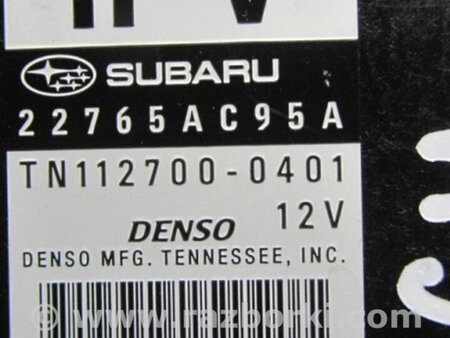 SUBARU
22765AC95A
TN112700-0401
DENSO 12V
DENSO MFG. TENNESSEE, INC.
www.razborki.com